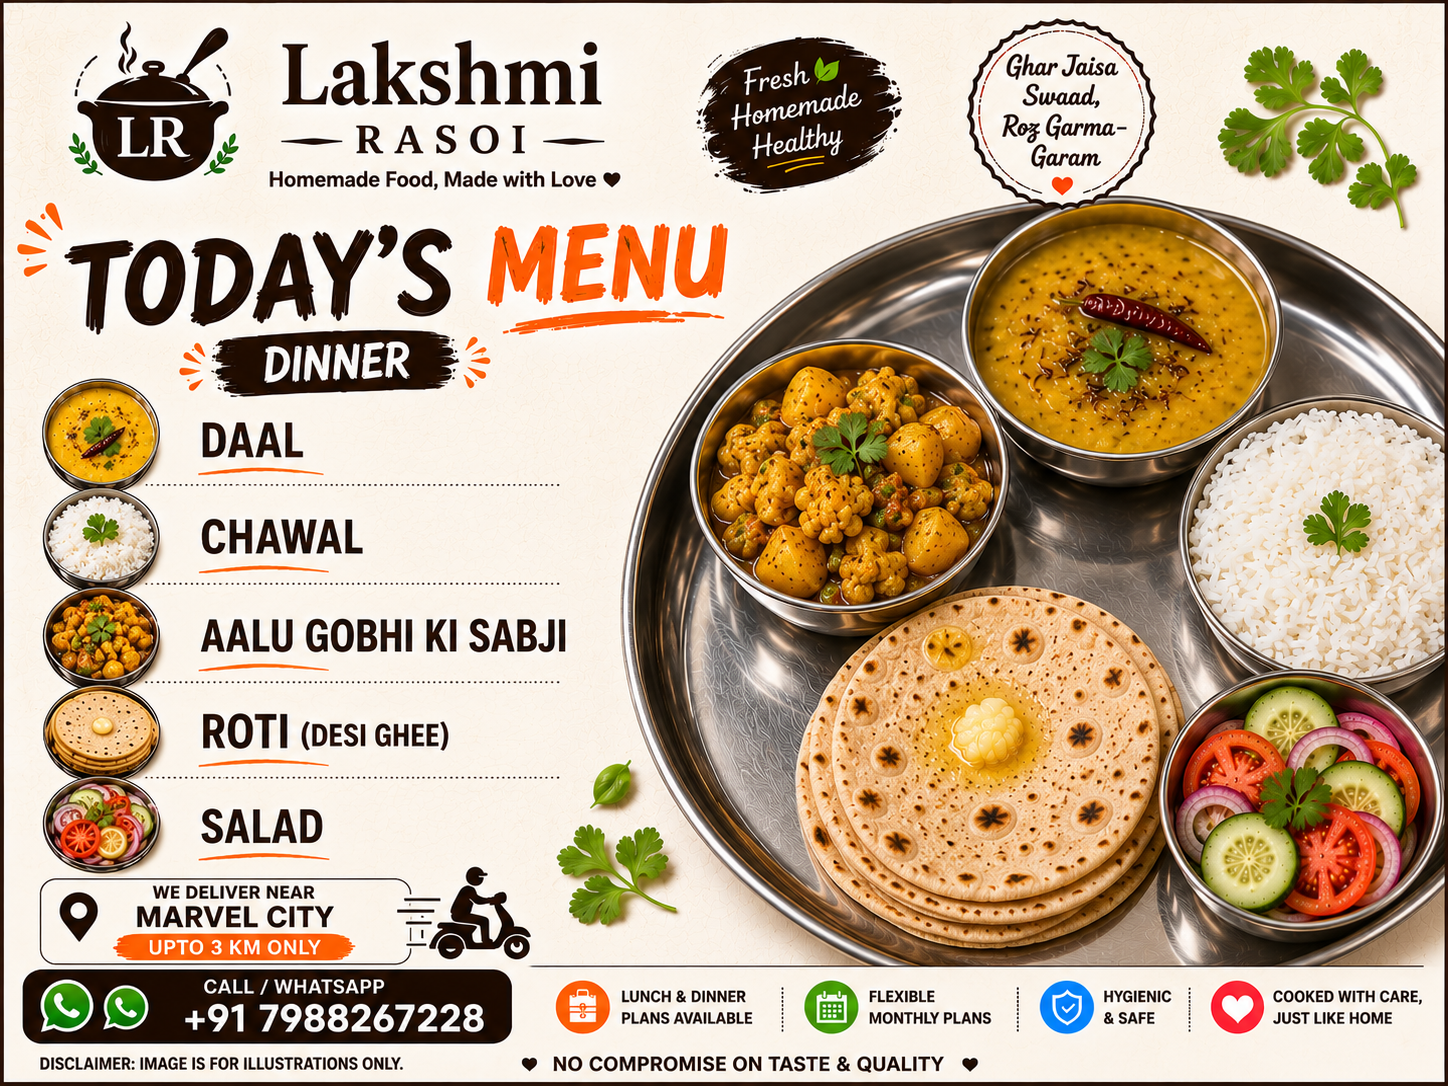 LR
Lakshmi
RASOI
Homemade Food, Made with Love
Fresh
Homemade
Healthy
Ghar Jaisa
Swaad,
Roz Garma-
Garam
TODAY'S MENU
DINNER
DAAL
CHAWAL
AALU GOBHI KI SABJI
ROTI (DESI GHEE)
SALAD
WE DELIVER NEAR
MARVEL CITY
UPTO 3 KM ONLY
CALL / WHATSAPP
+91 7988267228
LUNCH & DINNER
PLANS AVAILABLE
FLEXIBLE
MONTHLY PLANS
HYGIENIC
& SAFE
COOKED WITH CARE,
JUST LIKE HOME
DISCLAIMER: IMAGE IS FOR ILLUSTRATIONS ONLY.
NO COMPROMISE ON TASTE & QUALITY